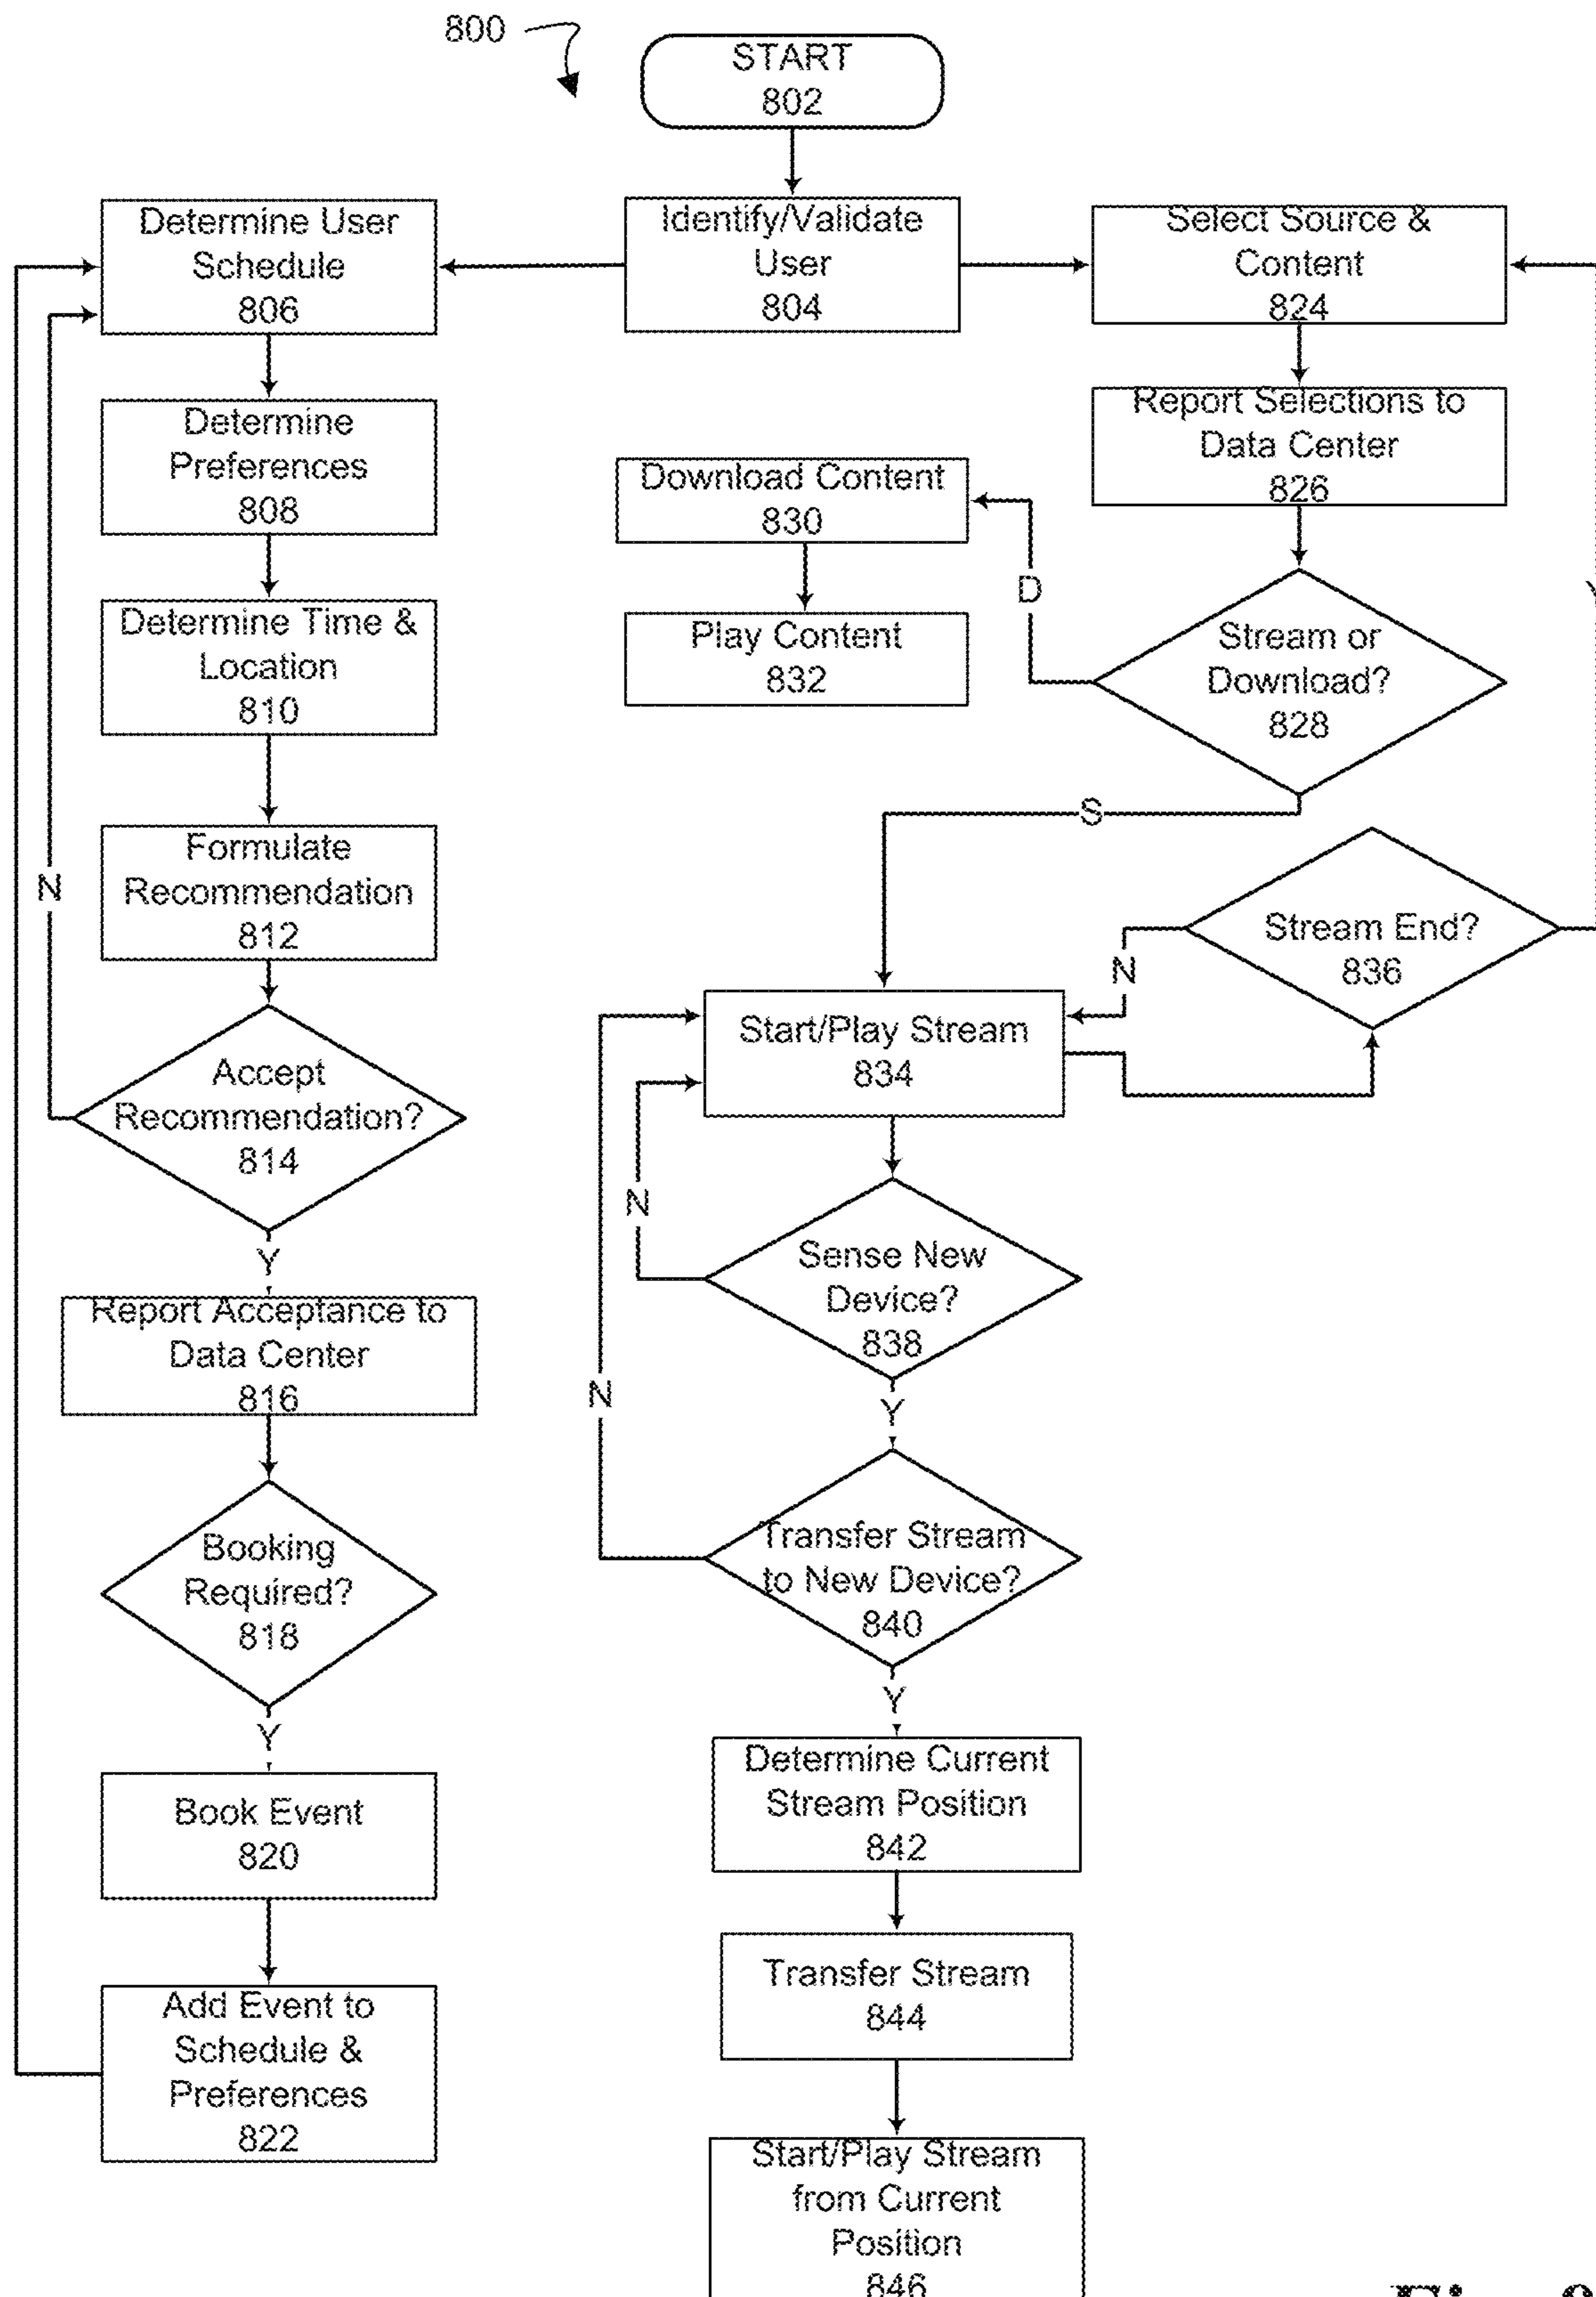 800
START
802
Identify/Validate
User
804
Determine User
Schedule
806
Determine
Preferences
808
Determine Time &
Location
810
Formulate
Recommendation
812
N
Accept
Recommendation?
814
Y
Report Acceptance to
Data Center
816
Booking
Required?
818
Y
Book Event
820
Add Event to
Schedule &
Preferences
822
Select Source &
Content
824
Report Selections to
Data Center
826
Stream or
Download?
828
D
Download Content
830
Play Content
832
S
Stream End?
836
N
Y
Start/Play Stream
834
N
Sense New
Device?
838
Y
N
Transfer Stream
to New Device?
840
Y
Determine Current
Stream Position
842
Transfer Stream
844
Start/Play Stream
from Current
Position
846